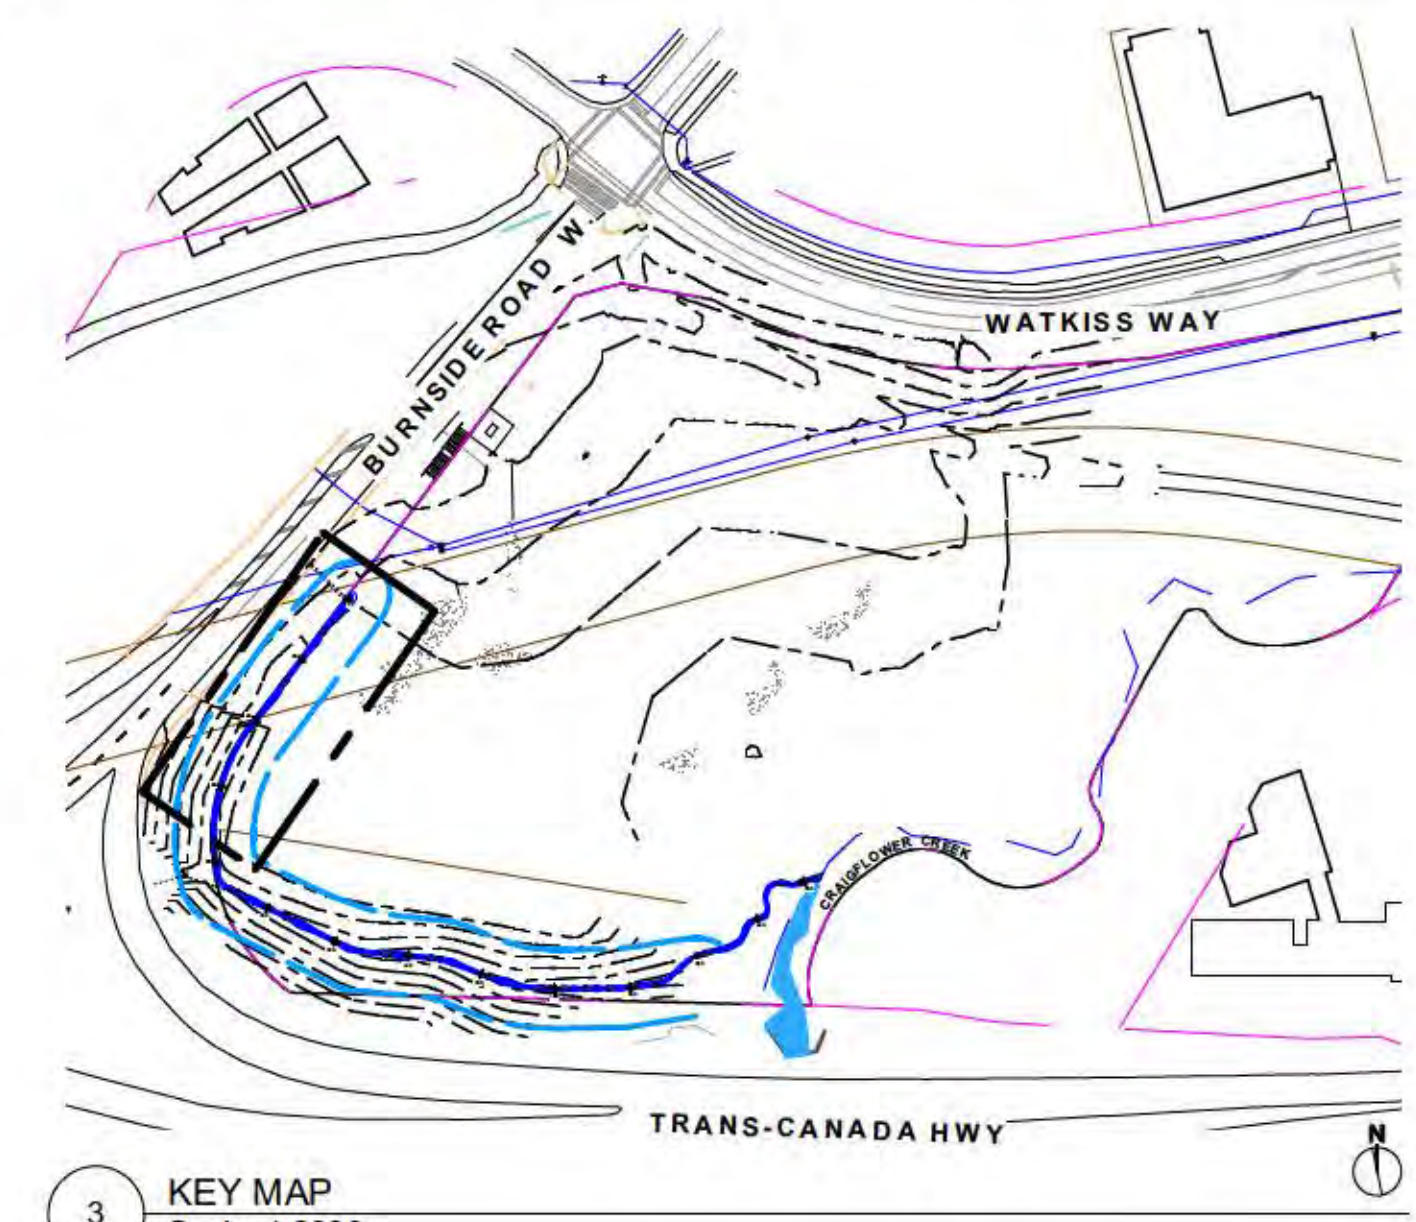 BURNSIDE ROAD W.
WATKISS WAY
CRAIGFLOWER CREEK
TRANS-CANADA HWY
N
3
KEY MAP